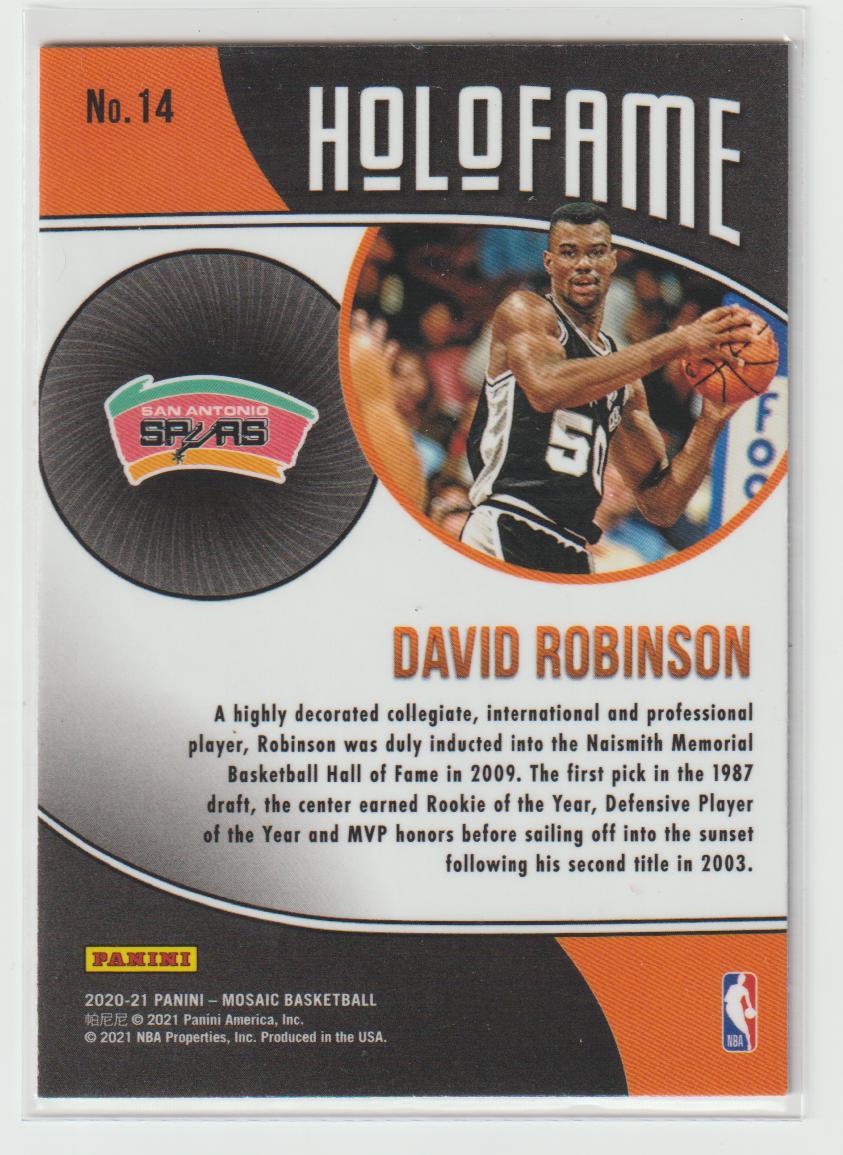 No. 14
HOLOFAME
SAN ANTONIO
SPURS
50
FOO
DAVID ROBINSON
A highly decorated collegiate, international and professional
player, Robinson was duly inducted into the Naismith Memorial
Basketball Hall of Fame in 2009. The first pick in the 1987
draft, the center earned Rookie of the Year, Defensive Player
of the Year and MVP honors before sailing off into the sunset
following his second title in 2003.
PANINI
2020-21 PANINI – MOSAIC BASKETBALL
帕尼尼 © 2021 Panini America, Inc.
© 2021 NBA Properties, Inc. Produced in the USA.
NBA